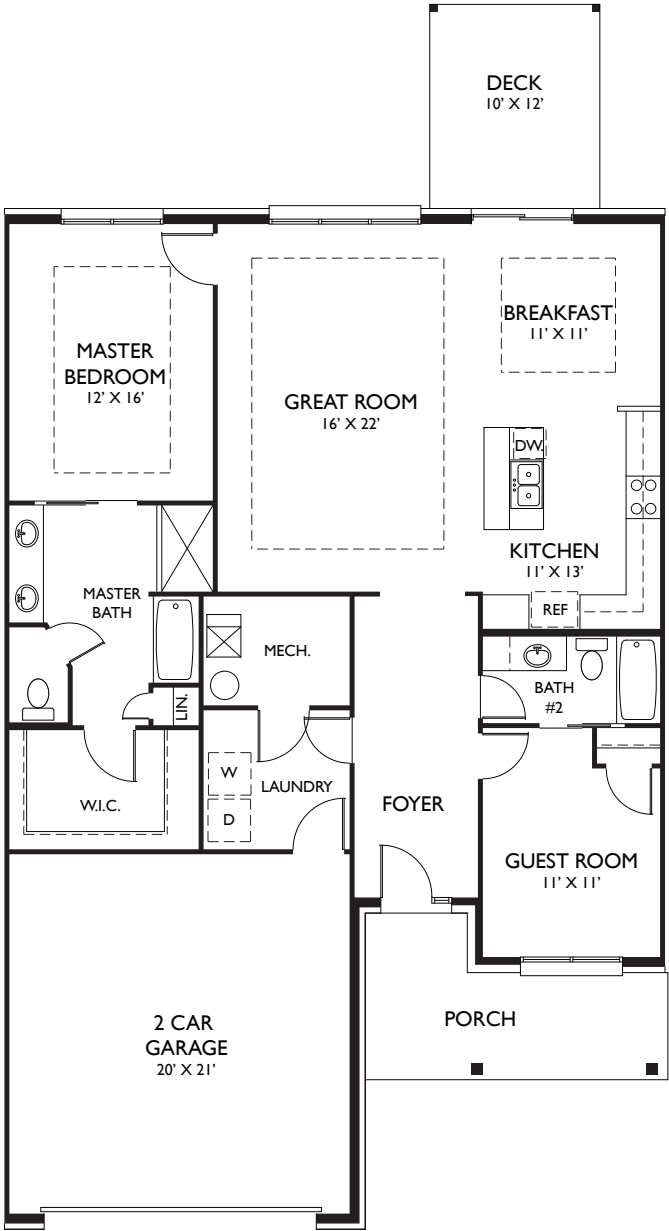 DECK
10' X 12'
BREAKFAST
11' X 11'
MASTER
BEDROOM
12' X 16'
GREAT ROOM
16' X 22'
DW.
KITCHEN
11' X 13'
REF
MASTER
BATH
MECH.
LIN.
BATH
#2
W
LAUNDRY
D
W.I.C.
FOYER
GUEST ROOM
11' X 11'
PORCH
2 CAR
GARAGE
20' X 21'